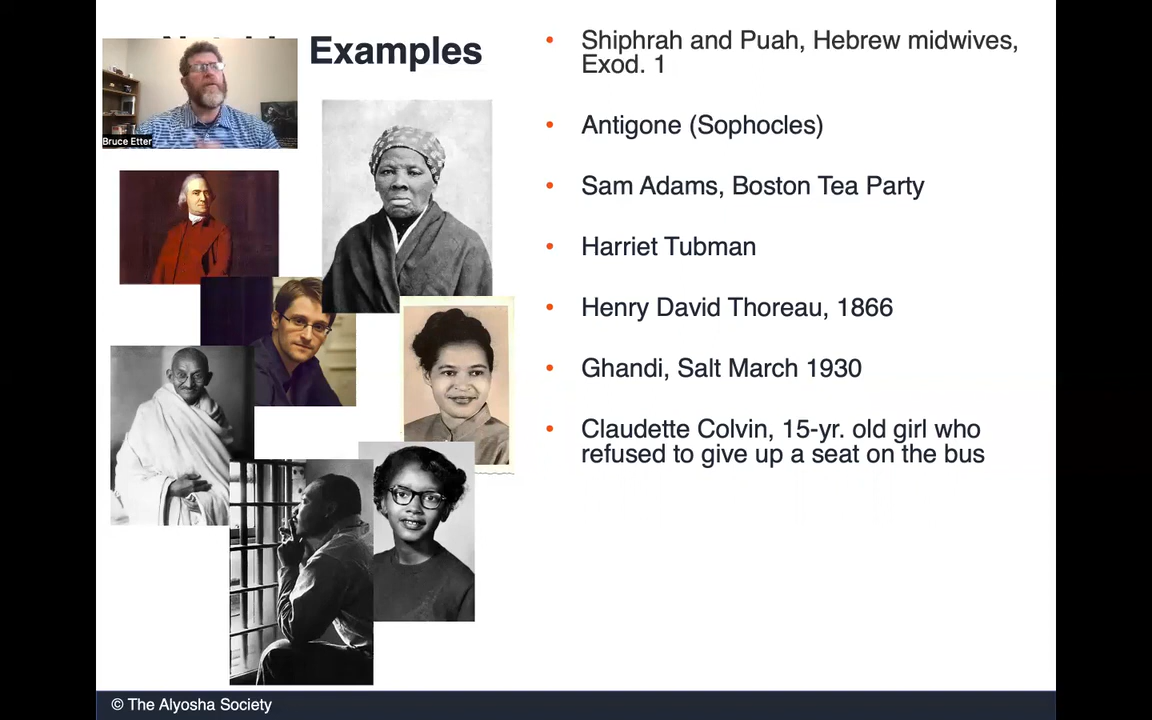 Examples
Bruce Etter
Shiphrah and Puah, Hebrew midwives,
Exod. 1
Antigone (Sophocles)
Sam Adams, Boston Tea Party
Harriet Tubman
Henry David Thoreau, 1866
Ghandi, Salt March 1930
Claudette Colvin, 15-yr. old girl who
refused to give up a seat on the bus
© The Alyosha Society